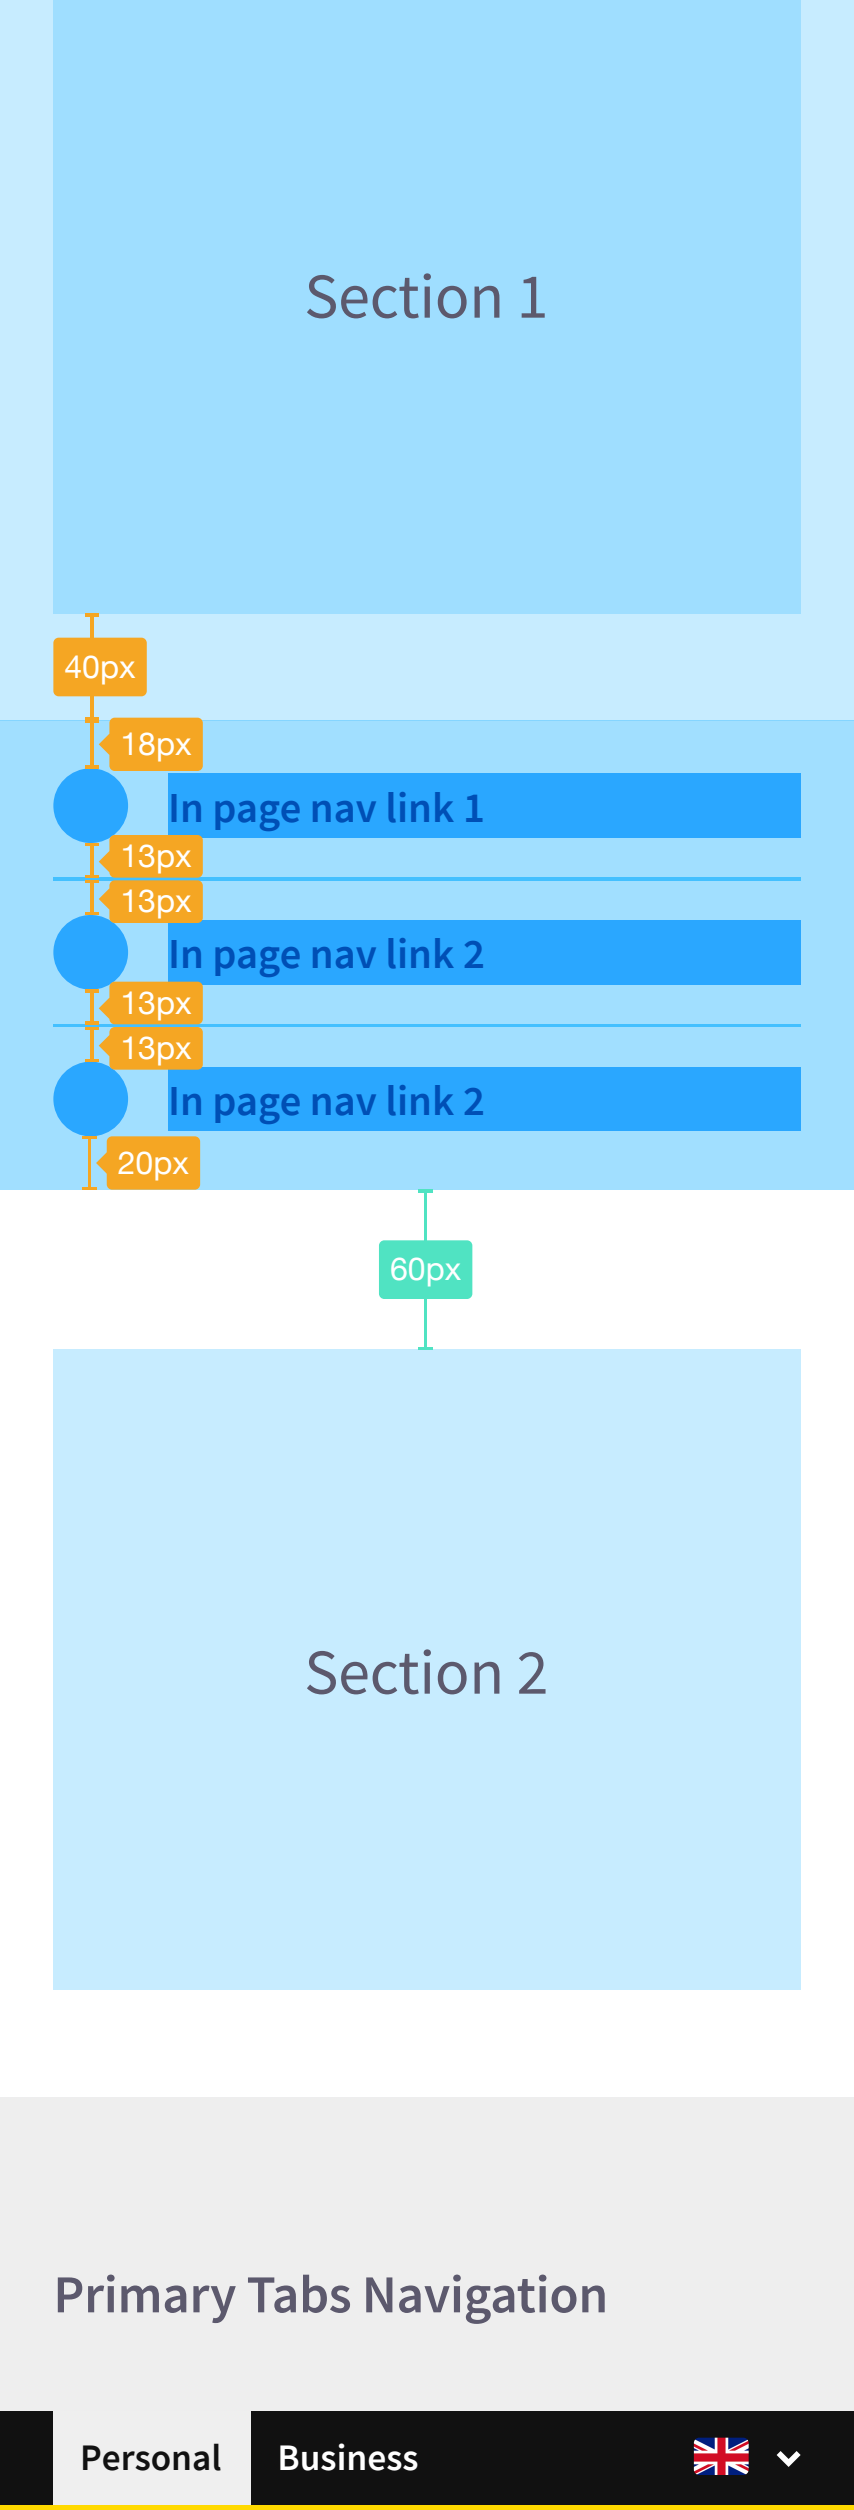 Section 1
40px
18px
In page nav link 1
13px
13px
In page nav link 2
13px
13px
In page nav link 2
20px
60px
Section 2
Primary Tabs Navigation
Personal Business